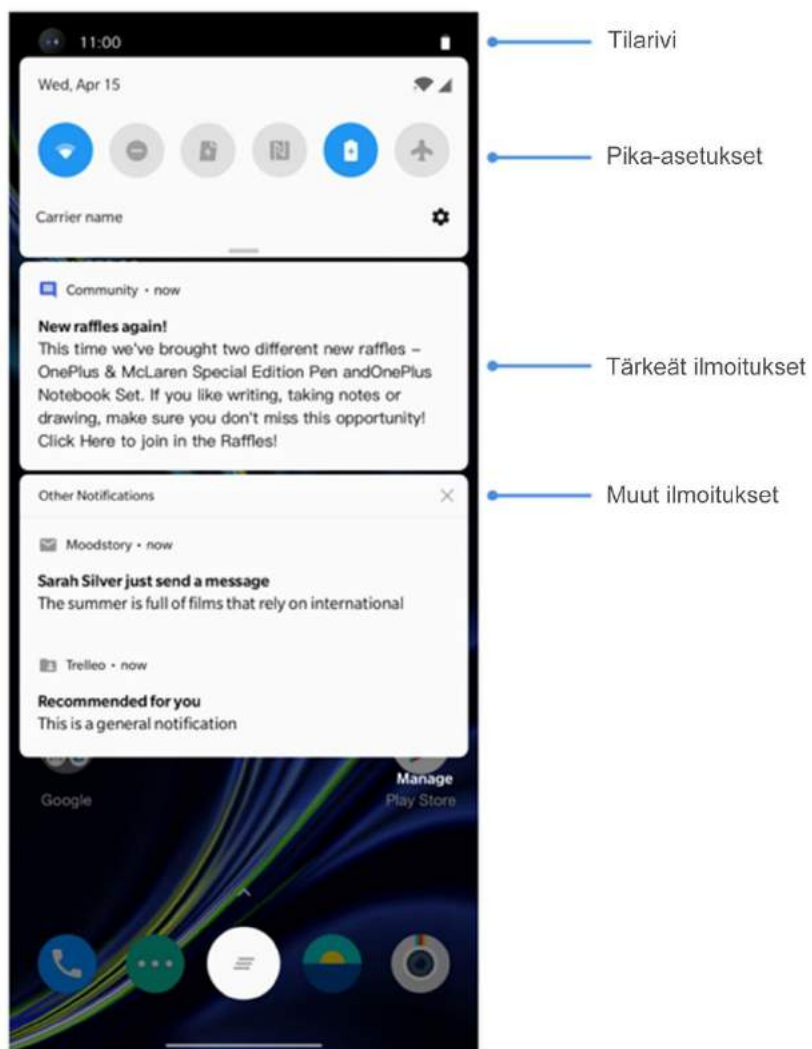 11:00
Tilarivi
Wed, Apr 15
Pika-asetukset
Carrier name
Community • now
New raffles again!
This time we've brought two different new raffles –
OnePlus & McLaren Special Edition Pen andOnePlus
Notebook Set. If you like writing, taking notes or
drawing, make sure you don't miss this opportunity!
Click Here to join in the Raffles!
Tärkeät ilmoitukset
Other Notifications
Muut ilmoitukset
Moodstory • now
Sarah Silver just send a message
The summer is full of films that rely on international
Trelleo • now
Recommended for you
This is a general notification
Manage
Google
Play Store